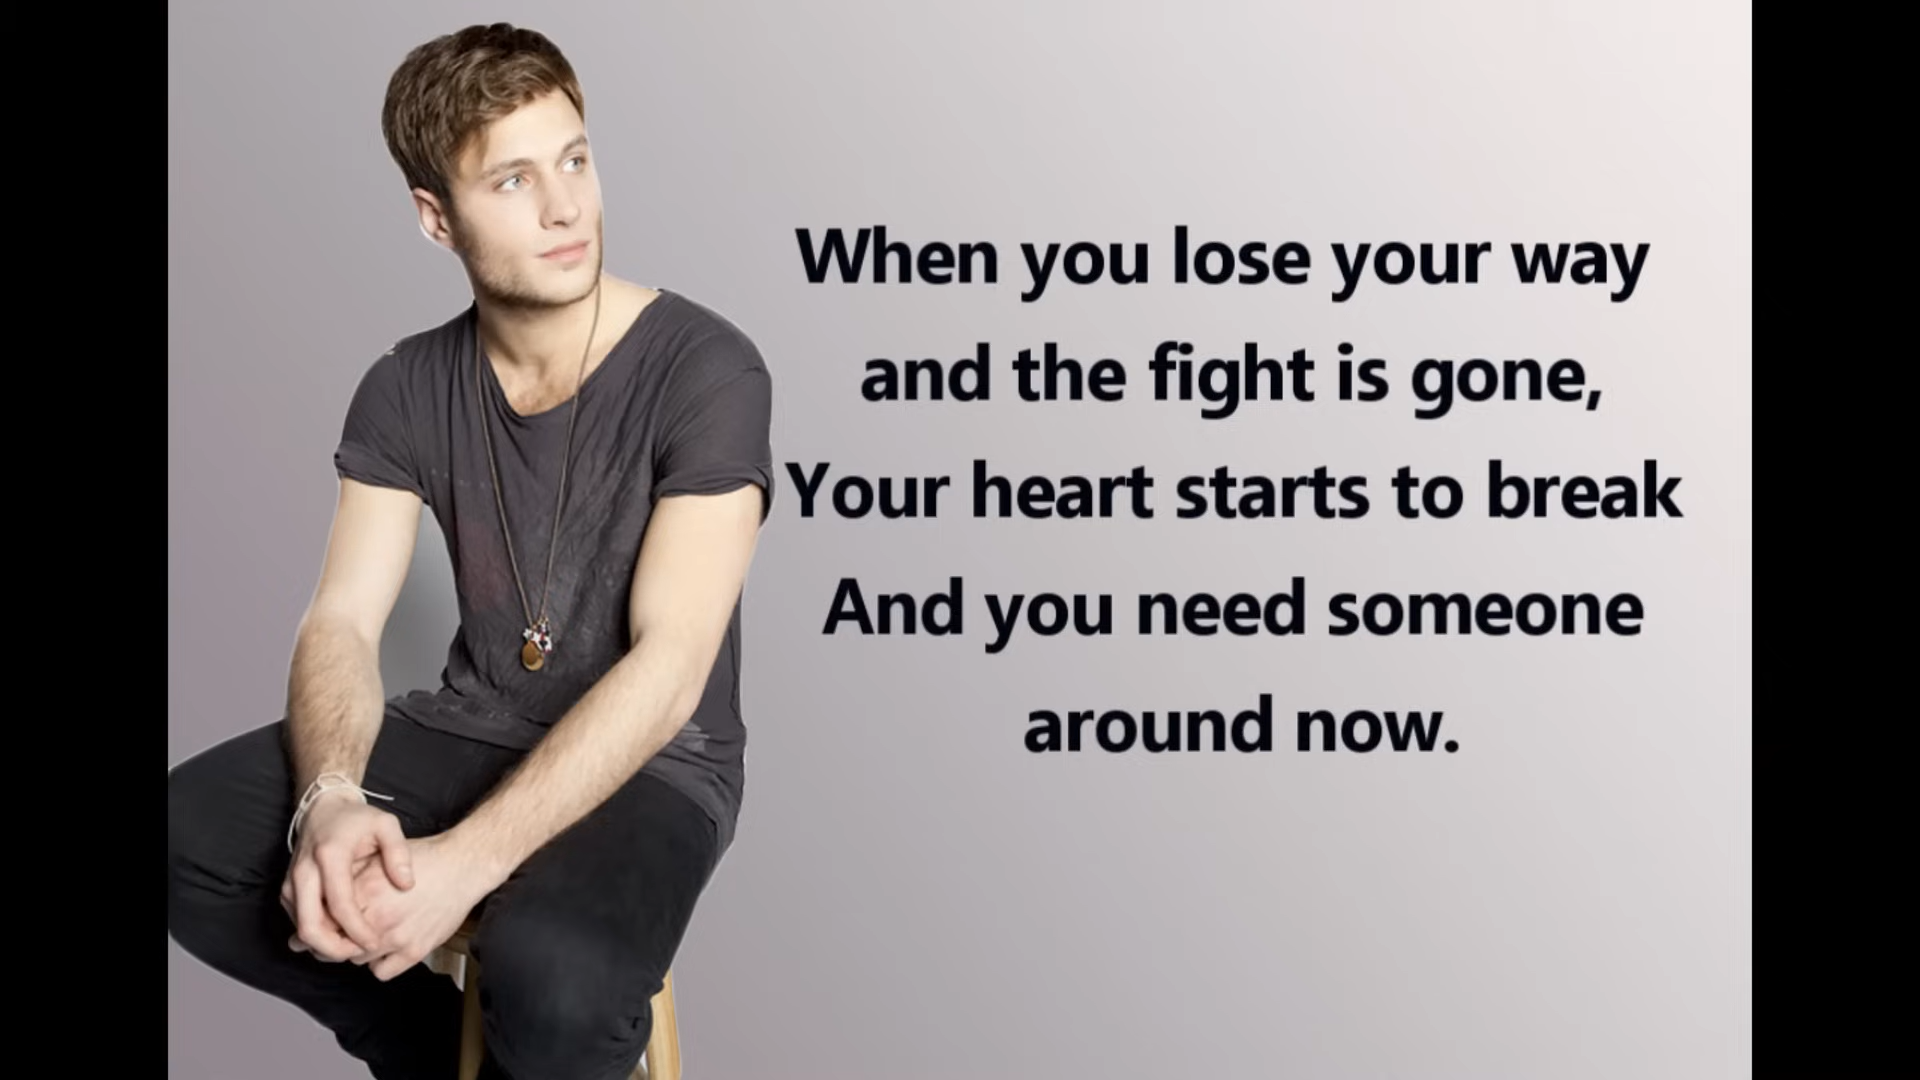 When you lose your way
and the fight is gone,
Your heart starts to break
And you need someone
around now.